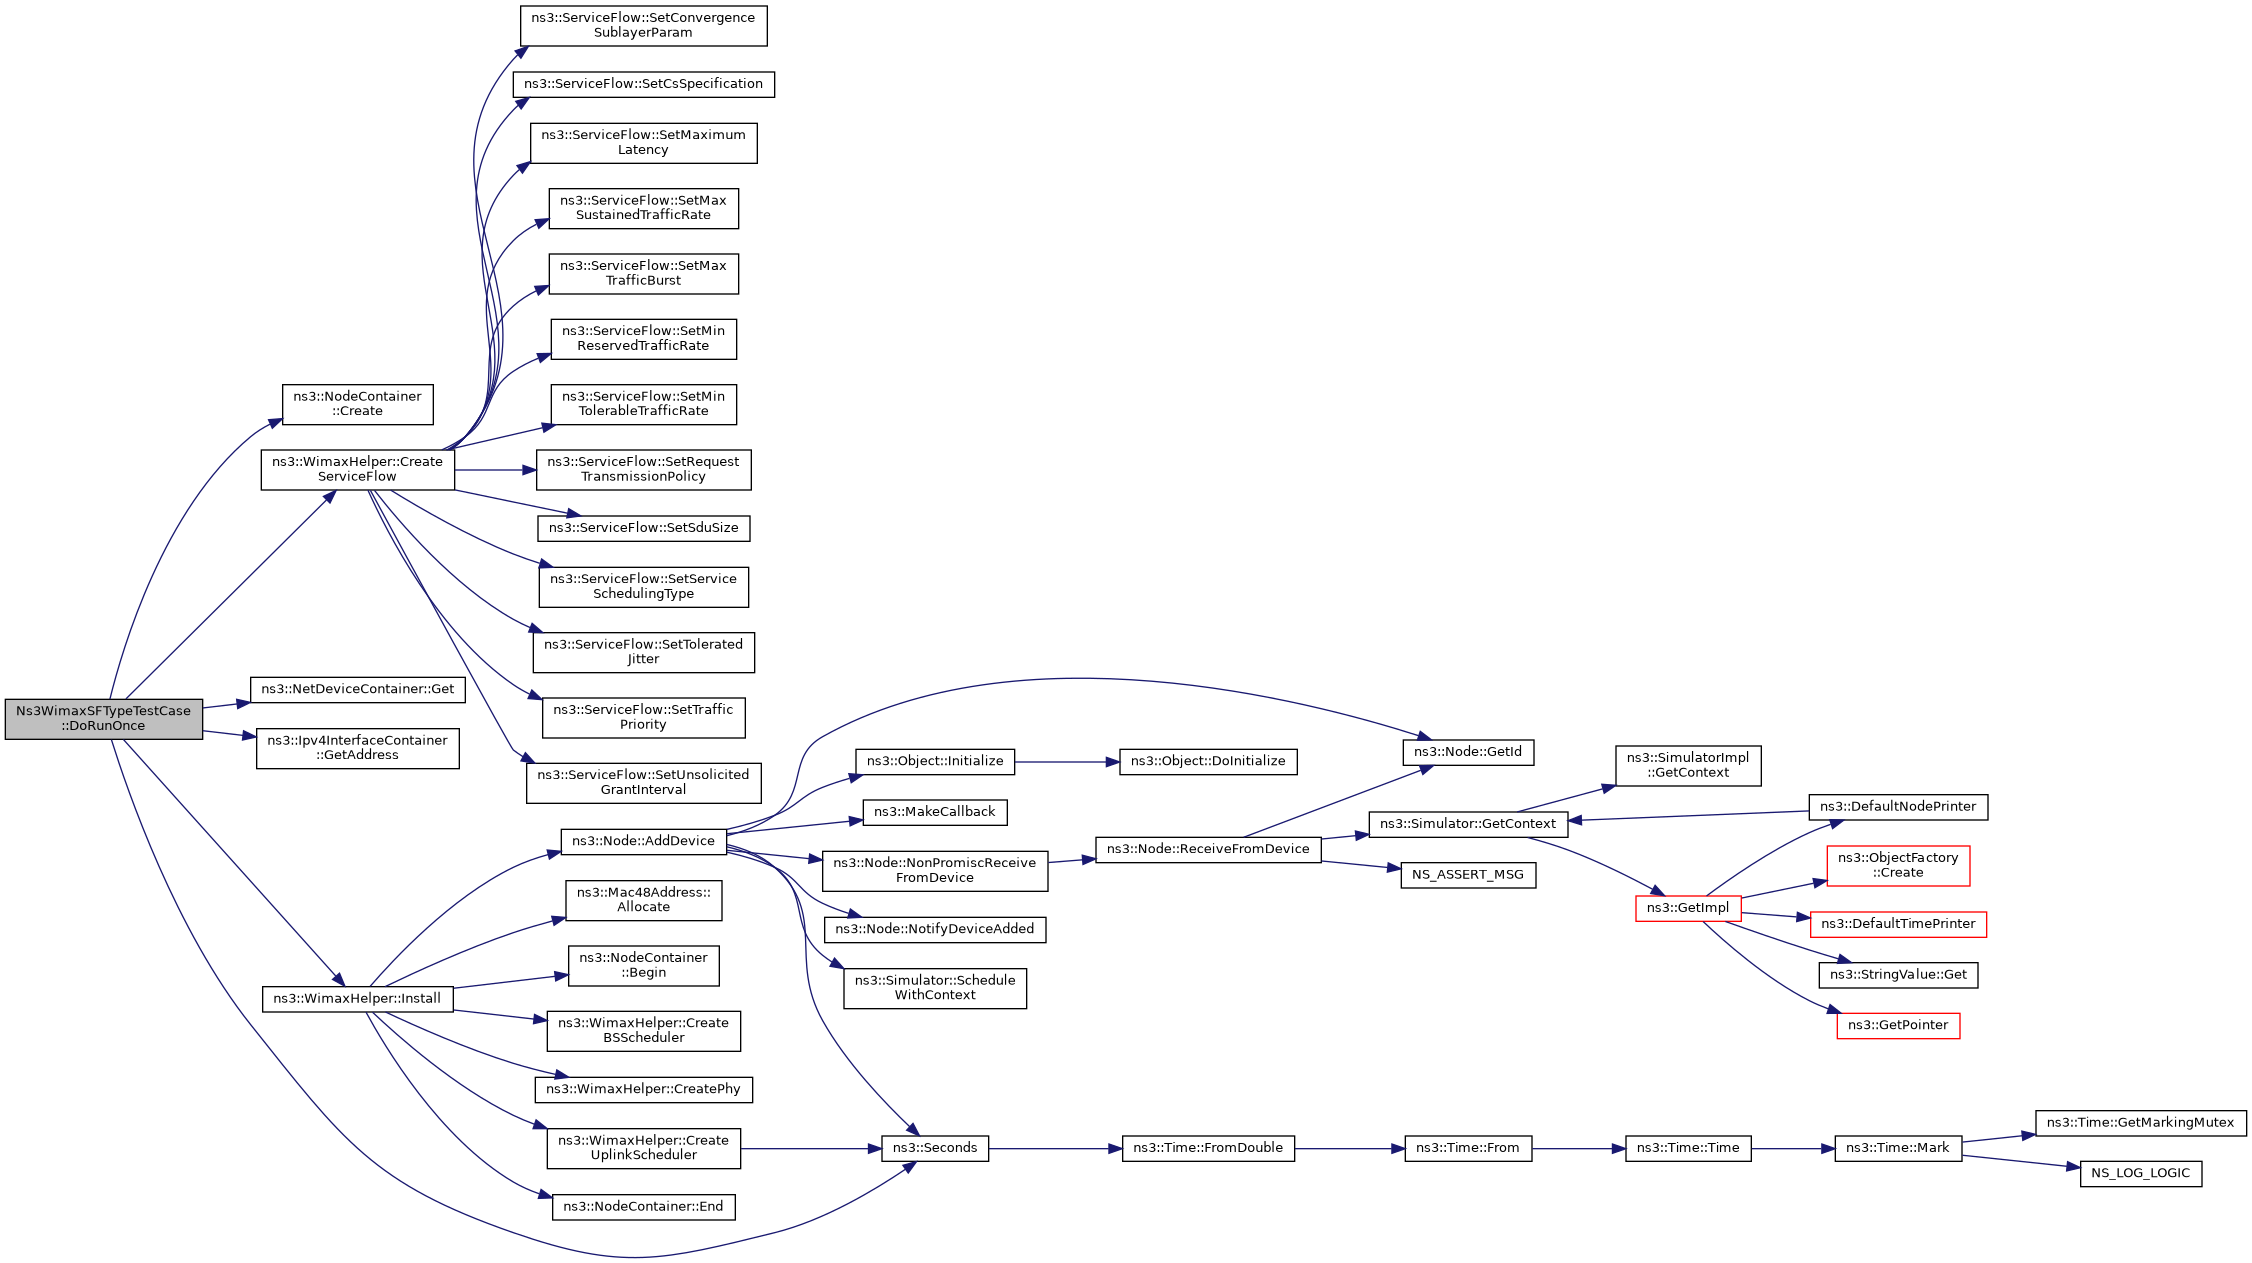 ns3::ServiceFlow::SetConvergence
SublayerParam
ns3::ServiceFlow::SetCsSpecification
ns3::ServiceFlow::SetMaximum
Latency
ns3::ServiceFlow::SetMax
SustainedTrafficRate
ns3::ServiceFlow::SetMax
TrafficBurst
ns3::ServiceFlow::SetMin
ReservedTrafficRate
ns3::NodeContainer
::Create
ns3::ServiceFlow::SetMin
TolerableTrafficRate
ns3::WimaxHelper::Create
ServiceFlow
ns3::ServiceFlow::SetRequest
TransmissionPolicy
ns3::ServiceFlow::SetSduSize
ns3::ServiceFlow::SetService
SchedulingType
ns3::ServiceFlow::SetTolerated
Jitter
ns3::ServiceFlow::SetTraffic
Priority
ns3::ServiceFlow::SetUnsolicited
GrantInterval
Ns3WimaxSFTypeTestCase
::DoRunOnce
ns3::NetDeviceContainer::Get
ns3::Ipv4InterfaceContainer
::GetAddress
ns3::WimaxHelper::Install
ns3::Node::AddDevice
ns3::Mac48Address::
Allocate
ns3::NodeContainer
::Begin
ns3::WimaxHelper::Create
BSScheduler
ns3::WimaxHelper::CreatePhy
ns3::WimaxHelper::Create
UplinkScheduler
ns3::NodeContainer::End
ns3::Object::Initialize
ns3::Object::DoInitialize
ns3::MakeCallback
ns3::Node::NonPromiscReceive
FromDevice
ns3::Node::NotifyDeviceAdded
ns3::Simulator::Schedule
WithContext
ns3::Node::ReceiveFromDevice
ns3::Node::GetId
ns3::Simulator::GetContext
NS_ASSERT_MSG
ns3::SimulatorImpl
::GetContext
ns3::GetImpl
ns3::DefaultNodePrinter
ns3::ObjectFactory
::Create
ns3::DefaultTimePrinter
ns3::StringValue::Get
ns3::GetPointer
ns3::Seconds
ns3::Time::FromDouble
ns3::Time::From
ns3::Time::Time
ns3::Time::Mark
ns3::Time::GetMarkingMutex
NS_LOG_LOGIC